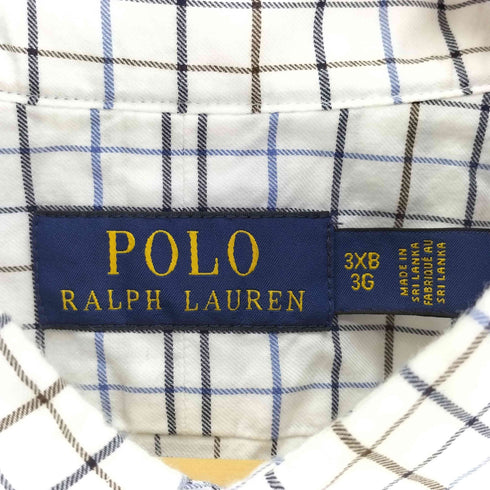 POLO
RALPH LAUREN
3XB
3G
MADE IN
SRI LANKA
FABRIQUÉ AU
SRI LANKA